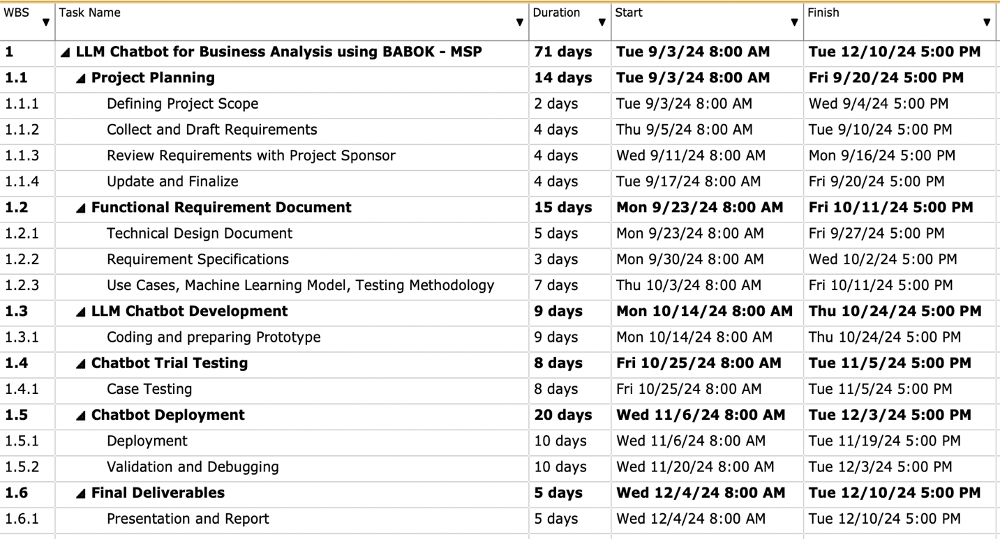 WBS Task Name Duration Start Finish
1 LLM Chatbot for Business Analysis using BABOK - MSP 71 days Tue 9/3/24 8:00 AM Tue 12/10/24 5:00 PM
1.1 Project Planning 14 days Tue 9/3/24 8:00 AM Fri 9/20/24 5:00 PM
1.1.1 Defining Project Scope 2 days Tue 9/3/24 8:00 AM Wed 9/4/24 5:00 PM
1.1.2 Collect and Draft Requirements 4 days Thu 9/5/24 8:00 AM Tue 9/10/24 5:00 PM
1.1.3 Review Requirements with Project Sponsor 4 days Wed 9/11/24 8:00 AM Mon 9/16/24 5:00 PM
1.1.4 Update and Finalize 4 days Tue 9/17/24 8:00 AM Fri 9/20/24 5:00 PM
1.2 Functional Requirement Document 15 days Mon 9/23/24 8:00 AM Fri 10/11/24 5:00 PM
1.2.1 Technical Design Document 5 days Mon 9/23/24 8:00 AM Fri 9/27/24 5:00 PM
1.2.2 Requirement Specifications 3 days Mon 9/30/24 8:00 AM Wed 10/2/24 5:00 PM
1.2.3 Use Cases, Machine Learning Model, Testing Methodology 7 days Thu 10/3/24 8:00 AM Fri 10/11/24 5:00 PM
1.3 LLM Chatbot Development 9 days Mon 10/14/24 8:00 AM Thu 10/24/24 5:00 PM
1.3.1 Coding and preparing Prototype 9 days Mon 10/14/24 8:00 AM Thu 10/24/24 5:00 PM
1.4 Chatbot Trial Testing 8 days Fri 10/25/24 8:00 AM Tue 11/5/24 5:00 PM
1.4.1 Case Testing 8 days Fri 10/25/24 8:00 AM Tue 11/5/24 5:00 PM
1.5 Chatbot Deployment 20 days Wed 11/6/24 8:00 AM Tue 12/3/24 5:00 PM
1.5.1 Deployment 10 days Wed 11/6/24 8:00 AM Tue 11/19/24 5:00 PM
1.5.2 Validation and Debugging 10 days Wed 11/20/24 8:00 AM Tue 12/3/24 5:00 PM
1.6 Final Deliverables 5 days Wed 12/4/24 8:00 AM Tue 12/10/24 5:00 PM
1.6.1 Presentation and Report 5 days Wed 12/4/24 8:00 AM Tue 12/10/24 5:00 PM